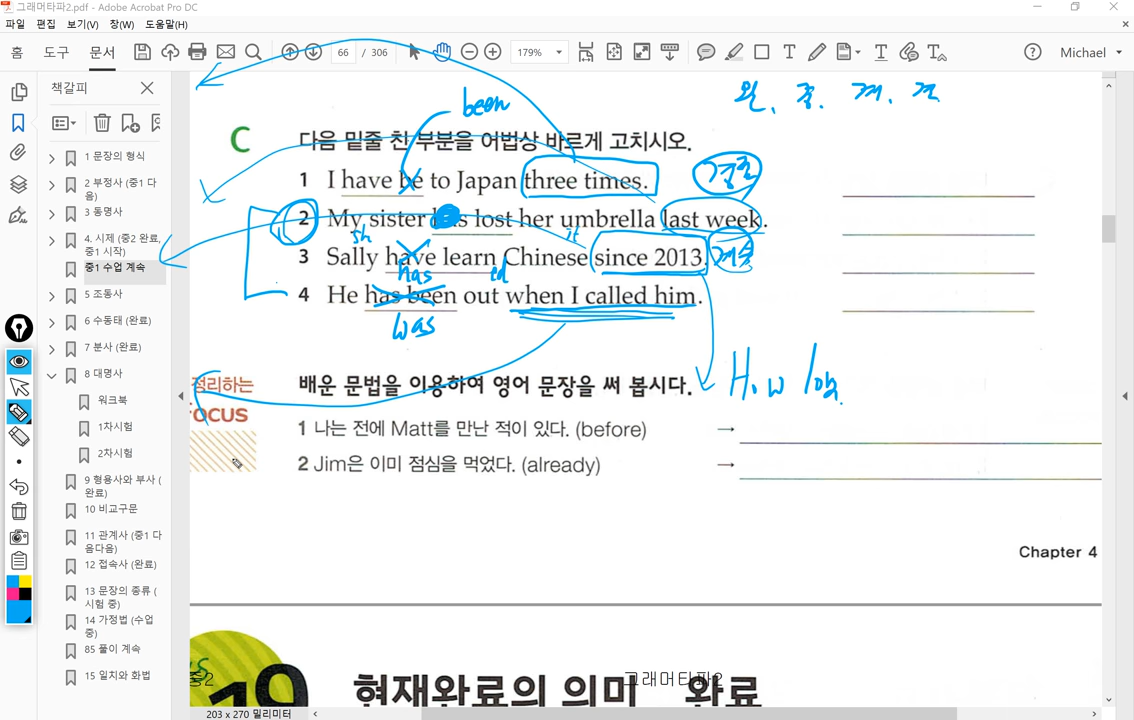 그래머타파2.pdf - Adobe Acrobat Pro DC
파일 편집 보기(V) 창(W) 도움말(H)
홈 도구 문서 66 / 306 179% Michael
책갈피
1 문장의 형식
2 부정사 (중1 다
음)
3 동명사
4. 시제 (중2 완료,
중1 시작)
중1 수업 계속
5 조동사
6 수동태 (완료)
7 분사 (완료)
8 대명사
워크북
1차시험
2차시험
9 형용사와 부사 (
완료)
10 비교구문
11 관계사 (중1 다
음다음)
12 접속사 (완료)
13 문장의 종류 (
시험 중)
14 가정법 (수업
중)
85 풀이 계속
15 일치와 화법
완, 경, 계, 결
been
C 다음 밑줄 친 부분을 어법상 바르게 고치시오.
1 I have be to Japan three times. 경험
2 My sister has lost her umbrella last week.
3 Sally have learn Chinese since 2013. 계속
has ed
4 He has been out when I called him.
was
How long
정리하는 배운 문법을 이용하여 영어 문장을 써 봅시다.
FOCUS
1 나는 전에 Matt를 만난 적이 있다. (before) →
2 Jim은 이미 점심을 먹었다. (already) →
Chapter 4
19 현재완료의 의미 완료
그래머타파2
203 x 270 밀리미터